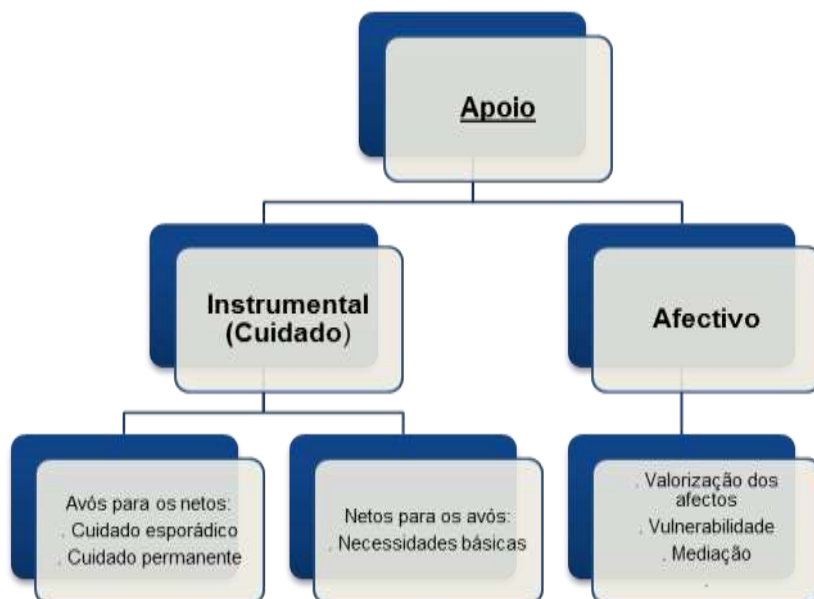 Apoio
Instrumental
(Cuidado)
Afectivo
Avós para os netos:
. Cuidado esporádico
. Cuidado permanente
Netos para os avós:
. Necessidades básicas
. Valorização dos
afectos
. Vulnerabilidade
. Mediação
.